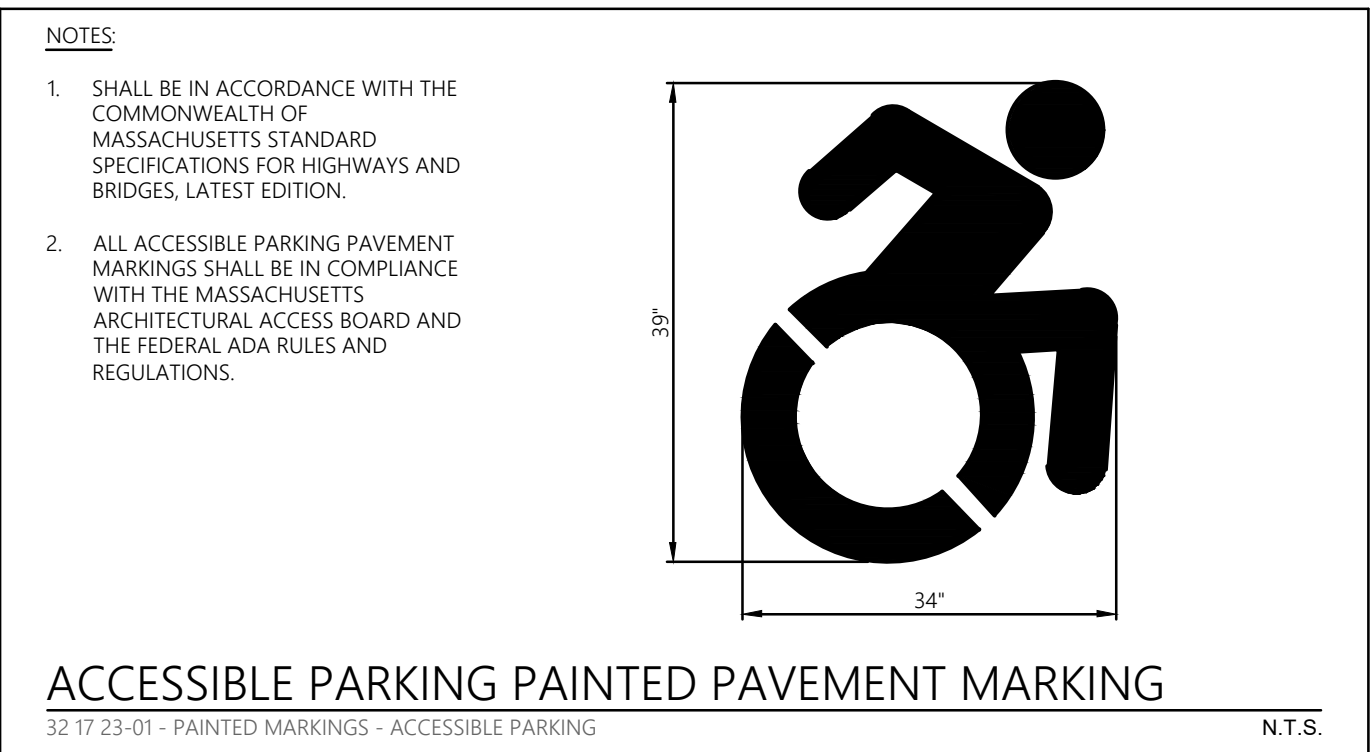 NOTES:
1. SHALL BE IN ACCORDANCE WITH THE
COMMONWEALTH OF
MASSACHUSETTS STANDARD
SPECIFICATIONS FOR HIGHWAYS AND
BRIDGES, LATEST EDITION.
2. ALL ACCESSIBLE PARKING PAVEMENT
MARKINGS SHALL BE IN COMPLIANCE
WITH THE MASSACHUSETTS
ARCHITECTURAL ACCESS BOARD AND
THE FEDERAL ADA RULES AND
REGULATIONS.
39"
34"
ACCESSIBLE PARKING PAINTED PAVEMENT MARKING
32 17 23-01 - PAINTED MARKINGS - ACCESSIBLE PARKING
N.T.S.